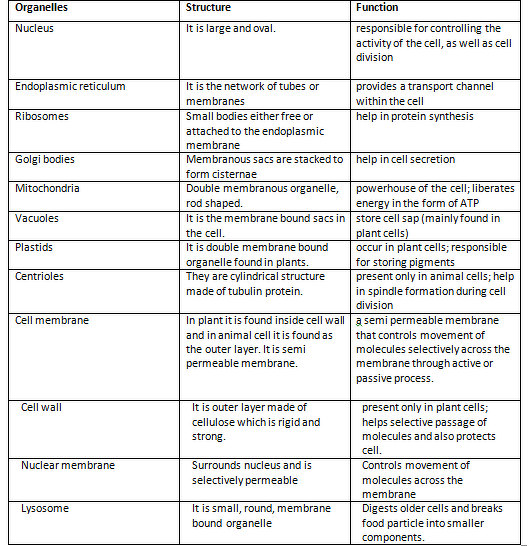 Organelles Structure Function
Nucleus It is large and oval. responsible for controlling the
activity of the cell, as well as cell
division
Endoplasmic reticulum It is the network of tubes or provides a transport channel
membranes within the cell
Ribosomes Small bodies either free or help in protein synthesis
attached to the endoplasmic
membrane
Golgi bodies Membranous sacs are stacked to help in cell secretion
form cisternae
Mitochondria Double membranous organelle, powerhouse of the cell; liberates
rod shaped. energy in the form of ATP
Vacuoles It is the membrane bound sacs in store cell sap (mainly found in
the cell. plant cells)
Plastids It is double membrane bound occur in plant cells; responsible
organelle found in plants. for storing pigments
Centrioles They are cylindrical structure present only in animal cells; help
made of tubulin protein. in spindle formation during cell
division
Cell membrane In plant it is found inside cell wall a semi permeable membrane
and in animal cell it is found as that controls movement of
the outer layer. It is semi molecules selectively across the
permeable membrane. membrane through active or
passive process.
Cell wall It is outer layer made of present only in plant cells;
cellulose which is rigid and helps selective passage of
strong. molecules and also protects
cell.
Nuclear membrane Surrounds nucleus and is Controls movement of
selectively permeable molecules across the
membrane
Lysosome It is small, round, membrane Digests older cells and breaks
bound organelle food particle into smaller
components.